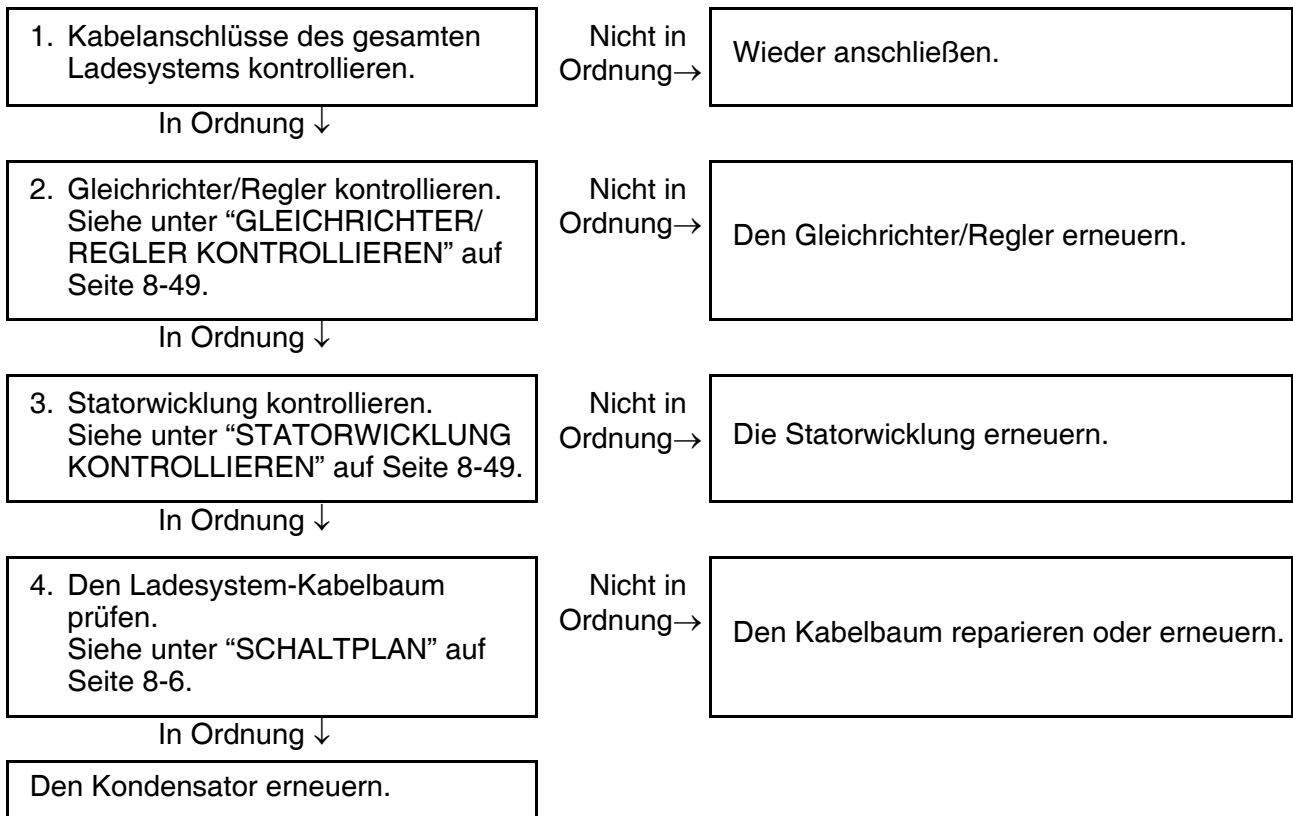 1. Kabelanschlüsse des gesamten
Ladesystems kontrollieren.
Nicht in
Ordnung→
Wieder anschließen.
In Ordnung ↓
2. Gleichrichter/Regler kontrollieren.
Siehe unter “GLEICHRICHTER/
REGLER KONTROLLIEREN” auf
Seite 8-49.
Nicht in
Ordnung→
Den Gleichrichter/Regler erneuern.
In Ordnung ↓
3. Statorwicklung kontrollieren.
Siehe unter “STATORWICKLUNG
KONTROLLIEREN” auf Seite 8-49.
Nicht in
Ordnung→
Die Statorwicklung erneuern.
In Ordnung ↓
4. Den Ladesystem-Kabelbaum
prüfen.
Siehe unter “SCHALTPLAN” auf
Seite 8-6.
Nicht in
Ordnung→
Den Kabelbaum reparieren oder erneuern.
In Ordnung ↓
Den Kondensator erneuern.